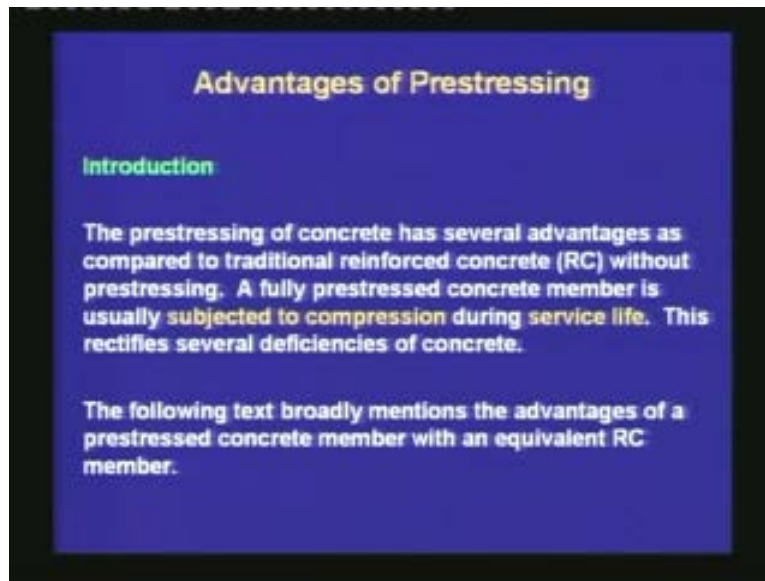 Advantages of Prestressing
Introduction
The prestressing of concrete has several advantages as
compared to traditional reinforced concrete (RC) without
prestressing. A fully prestressed concrete member is
usually subjected to compression during service life. This
rectifies several deficiencies of concrete.
The following text broadly mentions the advantages of a
prestressed concrete member with an equivalent RC
member.